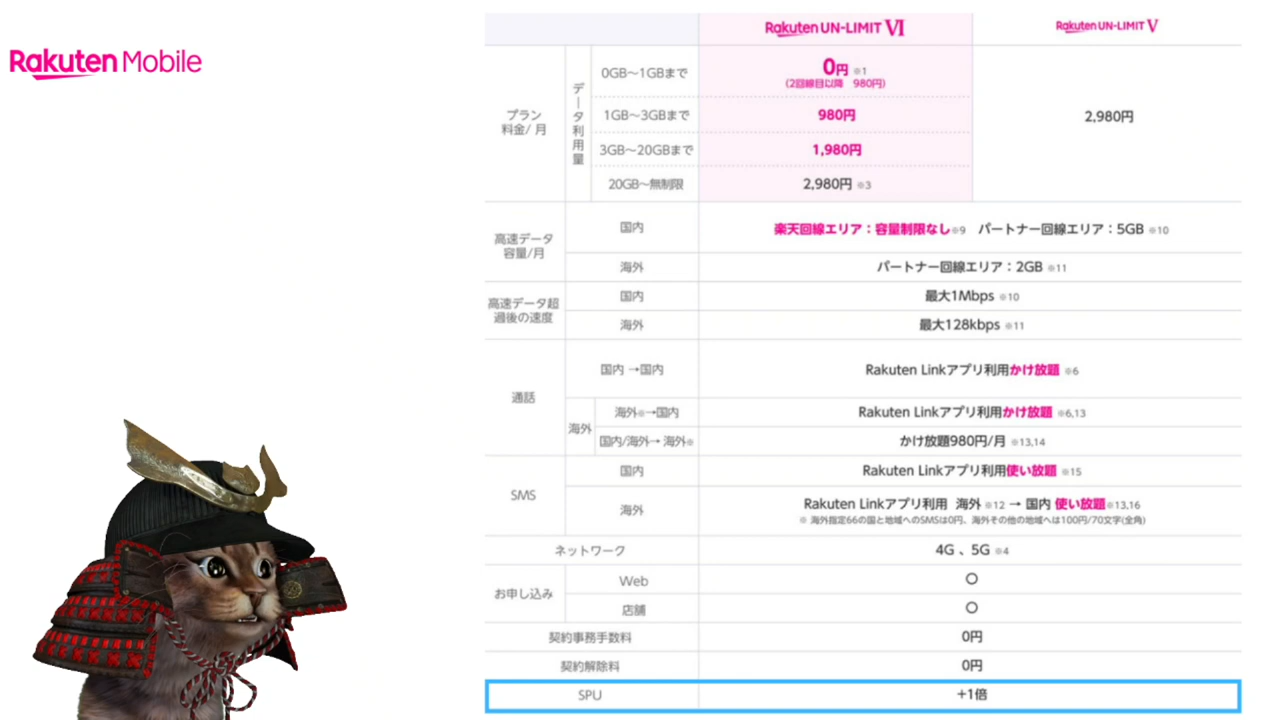 Rakuten Mobile
Rakuten UN-LIMIT VI
Rakuten UN-LIMIT V
プラン
料金/月
データ利用量
0GB～1GBまで
0円 ※1
(2回線目以降 980円)
1GB～3GBまで
980円
3GB～20GBまで
1,980円
20GB～無制限
2,980円 ※3
2,980円
高速データ
容量/月
国内
楽天回線エリア：容量制限なし※9 パートナー回線エリア：5GB ※10
海外
パートナー回線エリア：2GB ※11
高速データ超
過後の速度
国内
最大1Mbps ※10
海外
最大128kbps ※11
通話
国内 →国内
Rakuten Linkアプリ利用かけ放題 ※6
海外
海外※→国内
Rakuten Linkアプリ利用かけ放題 ※6,13
国内/海外→ 海外※
かけ放題980円/月 ※13,14
SMS
国内
Rakuten Linkアプリ利用使い放題 ※15
海外
Rakuten Linkアプリ利用 海外 ※12 → 国内 使い放題※13,16
※ 海外指定66の国と地域へのSMSは0円、海外その他の地域へは100円/70文字(全角)
ネットワーク
4G 、5G ※4
お申し込み
Web
○
店舗
○
契約事務手数料
0円
契約解除料
0円
SPU
+1倍